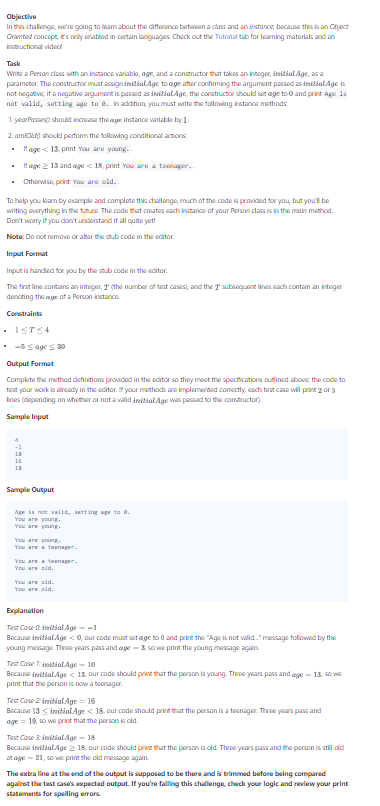 Objective
In this challenge, we're going to learn about the difference between a class and an instance; because this is an Object
Oriented concept, it's only enabled in certain languages. Check out the Tutorial tab for learning materials and an
instructional video!
Task
Write a Person class with an instance variable, age, and a constructor that takes an integer, initialAge, as a
parameter. The constructor must assign initialAge to age after confirming the argument passed as initialAge is
not negative; if a negative argument is passed as initialAge, the constructor should set age to 0 and print Age is
not valid, setting age to 0.. In addition, you must write the following instance methods:
1. yearPasses() should increase the age instance variable by 1.
2. amIOld() should perform the following conditional actions:
• If age < 13, print You are young..
• If age ≥ 13 and age < 18, print You are a teenager..
• Otherwise, print You are old..
To help you learn by example and complete this challenge, much of the code is provided for you, but you'll be
writing everything in the future. The code that creates each instance of your Person class is in the main method.
Don't worry if you don't understand it all quite yet!
Note: Do not remove or alter the stub code in the editor.
Input Format
Input is handled for you by the stub code in the editor.
The first line contains an integer, T (the number of test cases), and the T subsequent lines each contain an integer
denoting the age of a Person instance.
Constraints
• 1 ≤ T ≤ 4
• -5 ≤ age ≤ 30
Output Format
Complete the method definitions provided in the editor so they meet the specifications outlined above; the code to
test your work is already in the editor. If your methods are implemented correctly, each test case will print 2 or 3
lines (depending on whether or not a valid initialAge was passed to the constructor).
Sample Input
4
-1
10
16
18
Sample Output
Age is not valid, setting age to 0.
You are young.
You are young.
You are young.
You are a teenager.
You are a teenager.
You are old.
You are old.
You are old.
Explanation
Test Case 0: initialAge = -1
Because initialAge < 0, our code must set age to 0 and print the "Age is not valid..." message followed by the
young message. Three years pass and age = 3, so we print the young message again.
Test Case 1: initialAge = 10
Because initialAge < 13, our code should print that the person is young. Three years pass and age = 13, so we
print that the person is now a teenager.
Test Case 2: initialAge = 16
Because 13 ≤ initialAge < 18, our code should print that the person is a teenager. Three years pass and
age = 19, so we print that the person is old.
Test Case 3: initialAge = 18
Because initialAge ≥ 18, our code should print that the person is old. Three years pass and the person is still old
at age = 21, so we print the old message again.
The extra line at the end of the output is supposed to be there and is trimmed before being compared
against the test case's expected output. If you're failing this challenge, check your logic and review your print
statements for spelling errors.